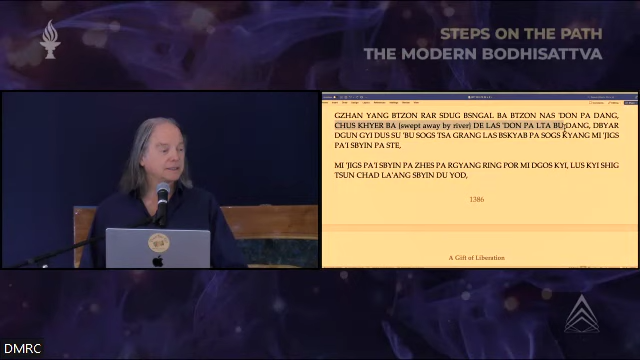 STEPS ON THE PATH
THE MODERN BODHISATTVA
GZHAN YANG BTZON RAR SDUG BSNGAL BA BTZON NAS 'DON PA DANG,
CHUS KHYER BA (swept away by river) DE LAS 'DON PA LTA BU DANG, DBYAR
DGUN GYI DUS SU 'BU SOGS TSA GRANG LAS BSKYAB PA SOGS KYANG MI 'JIGS
PA'I SBYIN PA STE,
MI 'JIGS PA'I SBYIN PA ZHES PA RGYANG RING POR MI DGOS KYI, LUS KYI SHIG
TSUN CHAD LA'ANG SBYIN DU YOD,
1386
A Gift of Liberation
DMRC